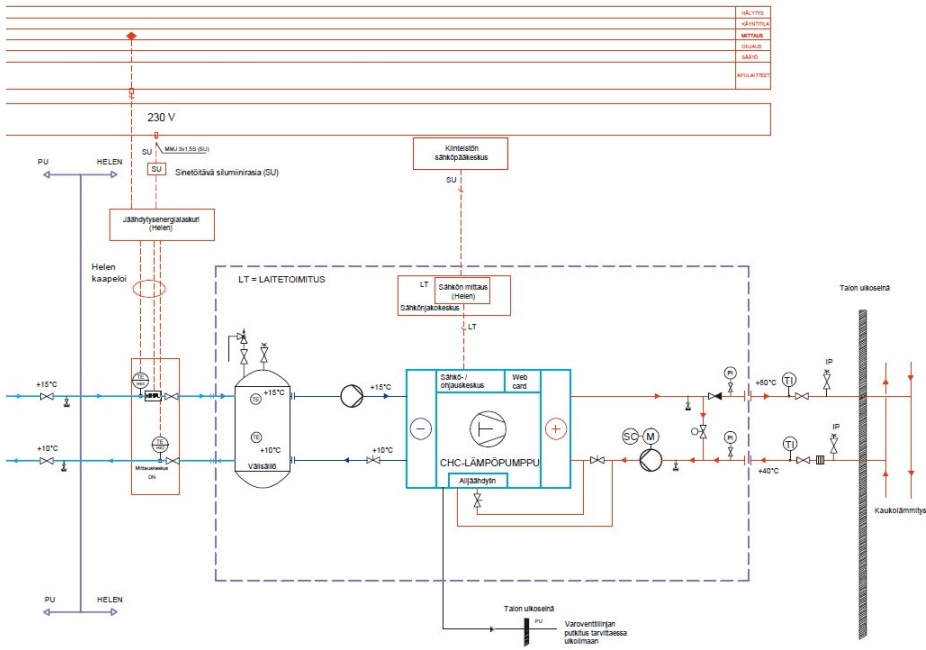 HÄLYTYS
KÄYNTITILA
MITTAUS
OHJAUS
SÄÄTÖ
APULAITTEET
230 V
SU
MMJ 3x1,5S (SU)
SU
Sinetöitävä silumiinirasia (SU)
PU
HELEN
Kiinteistön
sähköpääkeskus
SU
Jäähdytysenergialaskuri
(Helen)
Helen
kaapeloi
LT = LAITETOIMITUS
LT
Sähkön mittaus
(Helen)
Sähkönjakokeskus
LT
Talon ulkoseinä
TE
+15°C
TE
+15°C
+15°C
Sähkö- /
ohjauskeskus
Web
card
PI
+80°C
TI
IP
+10°C
TE
Mittauskeskus
DN
TE
+10°C
Välisäiliö
+10°C
-
T
+
CHC-LÄMPÖPUMPPU
Alijäähdytin
SC
M
PI
+40°C
TI
IP
Kaukolämmitys
PU
HELEN
Talon ulkoseinä
PU
Varoventtiilinjan
putkitus tarvittaessa
ulkoilmaan